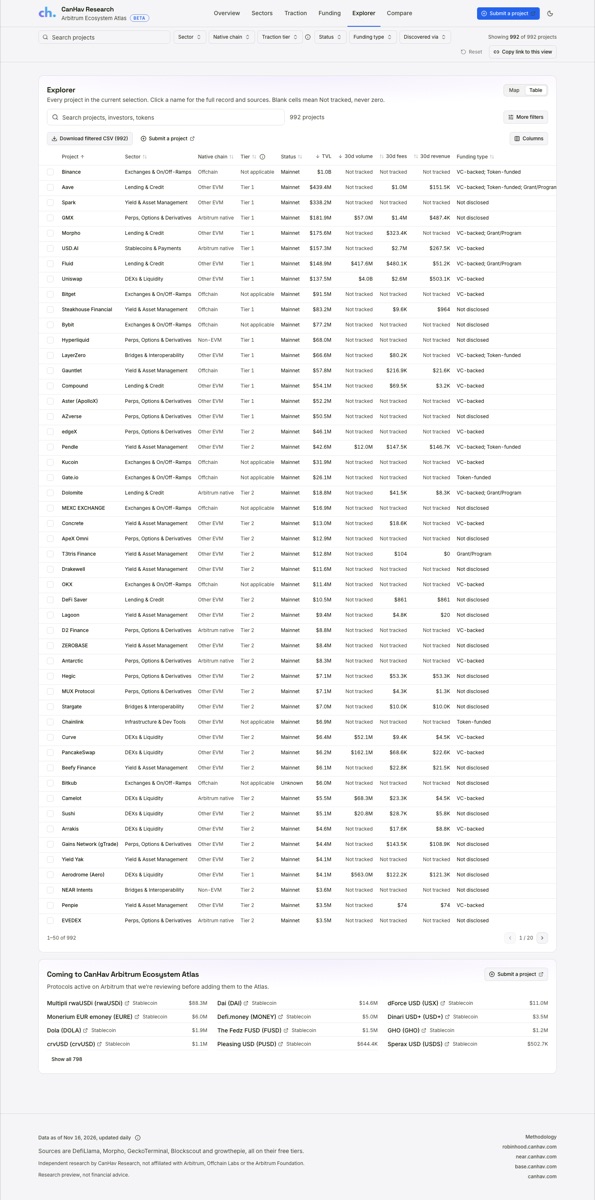 ch. CanHav Research
Arbitrum Ecosystem Atlas BETA
Overview Sectors Traction Funding Explorer Compare
Submit a project
Search projects Sector Native chain Traction tier Status Funding type Discovered via
Showing 992 of 992 projects
Reset Copy link to this view
Explorer
Map Table
Every project in the current selection. Click a name for the full record and sources. Blank cells mean Not tracked, never zero.
Search projects, investors, tokens 992 projects More filters
Download filtered CSV (992) Submit a project Columns
Project Sector Native chain Tier Status TVL 30d volume 30d fees 30d revenue Funding type
Binance Exchanges & On/Off-Ramps Offchain Not applicable Mainnet $1.0B Not tracked Not tracked Not tracked VC-backed; Token-funded
Aave Lending & Credit Other EVM Tier 1 Mainnet $439.4M Not tracked $1.0M $151.5K VC-backed; Token-funded; Grant/Program
Spark Yield & Asset Management Other EVM Tier 1 Mainnet $338.2M Not tracked Not tracked Not tracked Not disclosed
GMX Perps, Options & Derivatives Arbitrum native Tier 1 Mainnet $181.9M $57.0M $1.4M $487.4K Not disclosed
Morpho Lending & Credit Other EVM Tier 1 Mainnet $175.6M Not tracked $323.4K Not tracked VC-backed; Grant/Program
USD.AI Stablecoins & Payments Arbitrum native Tier 1 Mainnet $157.3M Not tracked $2.7M $267.5K VC-backed
Fluid Lending & Credit Other EVM Tier 1 Mainnet $148.9M $417.6M $480.1K $51.2K VC-backed; Grant/Program
Uniswap DEXs & Liquidity Other EVM Tier 1 Mainnet $137.5M $4.0B $2.6M $503.1K VC-backed
Bitget Exchanges & On/Off-Ramps Offchain Not applicable Mainnet $91.5M Not tracked Not tracked Not tracked VC-backed
Steakhouse Financial Yield & Asset Management Offchain Tier 1 Mainnet $83.2M Not tracked $9.6K $964 Not disclosed
Bybit Exchanges & On/Off-Ramps Offchain Not applicable Mainnet $77.2M Not tracked Not tracked Not tracked Not disclosed
Hyperliquid Perps, Options & Derivatives Non-EVM Tier 1 Mainnet $68.0M Not tracked Not tracked Not tracked Not disclosed
LayerZero Bridges & Interoperability Other EVM Tier 1 Mainnet $66.6M Not tracked $80.2K Not tracked VC-backed; Token-funded
Gauntlet Yield & Asset Management Offchain Tier 1 Mainnet $57.8M Not tracked $216.9K $21.6K VC-backed
Compound Lending & Credit Other EVM Tier 1 Mainnet $54.1M Not tracked $69.5K $3.2K VC-backed
Aster (ApolloX) Perps, Options & Derivatives Other EVM Tier 1 Mainnet $52.2M Not tracked Not tracked Not tracked VC-backed
AZverse Perps, Options & Derivatives Other EVM Tier 1 Mainnet $50.5M Not tracked Not tracked Not tracked Not disclosed
edgeX Perps, Options & Derivatives Other EVM Tier 2 Mainnet $46.1M Not tracked Not tracked Not tracked VC-backed
Pendle Yield & Asset Management Other EVM Tier 2 Mainnet $42.6M $12.0M $147.5K $146.7K VC-backed; Token-funded
Kucoin Exchanges & On/Off-Ramps Offchain Not applicable Mainnet $31.9M Not tracked Not tracked Not tracked VC-backed
Gate.io Exchanges & On/Off-Ramps Offchain Not applicable Mainnet $26.1M Not tracked Not tracked Not tracked Token-funded
Dolomite Lending & Credit Arbitrum native Tier 2 Mainnet $18.8M Not tracked $41.5K $8.3K VC-backed; Grant/Program
MEXC EXCHANGE Exchanges & On/Off-Ramps Offchain Not applicable Mainnet $16.9M Not tracked Not tracked Not tracked Not disclosed
Concrete Yield & Asset Management Other EVM Tier 2 Mainnet $13.0M Not tracked $18.6K Not tracked VC-backed
ApeX Omni Perps, Options & Derivatives Other EVM Tier 2 Mainnet $12.9M Not tracked Not tracked Not tracked Not disclosed
T3tris Finance Yield & Asset Management Other EVM Tier 2 Mainnet $12.8M Not tracked $104 $0 Grant/Program
Drakewell Yield & Asset Management Other EVM Tier 2 Mainnet $11.6M Not tracked Not tracked Not tracked Not disclosed
OKX Exchanges & On/Off-Ramps Offchain Not applicable Mainnet $11.4M Not tracked Not tracked Not tracked VC-backed
DeFi Saver Lending & Credit Other EVM Tier 2 Mainnet $10.5M Not tracked $861 $861 Not disclosed
Lagoon Yield & Asset Management Other EVM Tier 2 Mainnet $9.4M Not tracked $4.8K $20 Not disclosed
D2 Finance Perps, Options & Derivatives Arbitrum native Tier 2 Mainnet $8.8M Not tracked Not tracked Not tracked VC-backed
ZEROBASE Yield & Asset Management Other EVM Tier 2 Mainnet $8.4M Not tracked Not tracked Not tracked Not disclosed
Antarctic Perps, Options & Derivatives Arbitrum native Tier 2 Mainnet $8.3M Not tracked Not tracked Not tracked VC-backed
Hegic Perps, Options & Derivatives Other EVM Tier 2 Mainnet $7.1M Not tracked $53.3K $53.3K Not disclosed
MUX Protocol Perps, Options & Derivatives Other EVM Tier 2 Mainnet $7.1M Not tracked $4.3K $1.3K Not disclosed
Stargate Bridges & Interoperability Other EVM Tier 2 Mainnet $7.0M Not tracked $10.0K $10.0K Not disclosed
Chainlink Infrastructure & Dev Tools Other EVM Not applicable Mainnet $6.9M Not tracked Not tracked Not tracked Token-funded
Curve DEXs & Liquidity Other EVM Tier 2 Mainnet $6.4M $52.1M $9.4K $4.5K VC-backed
PancakeSwap DEXs & Liquidity Other EVM Tier 2 Mainnet $6.2M $162.1M $68.6K $22.6K VC-backed
Beefy Finance Yield & Asset Management Other EVM Tier 2 Mainnet $6.1M Not tracked $22.8K $21.5K Not disclosed
Bitkub Exchanges & On/Off-Ramps Offchain Not applicable Unknown $6.0M Not tracked Not tracked Not tracked Not disclosed
Camelot DEXs & Liquidity Arbitrum native Tier 2 Mainnet $5.5M $68.3M $23.3K $4.5K Not disclosed
Sushi DEXs & Liquidity Other EVM Tier 2 Mainnet $5.1M $20.8M $28.7K $5.8K Not disclosed
Arrakis DEXs & Liquidity Other EVM Tier 2 Mainnet $4.6M Not tracked $17.6K $8.8K VC-backed
Gains Network (gTrade) Perps, Options & Derivatives Other EVM Tier 2 Mainnet $4.4M Not tracked $143.5K $108.9K Not disclosed
Yield Yak Yield & Asset Management Other EVM Tier 2 Mainnet $4.1M Not tracked Not tracked Not tracked Not disclosed
Aerodrome (Aero) DEXs & Liquidity Other EVM Tier 2 Mainnet $4.1M $563.0M $122.2K $121.3K Not disclosed
NEAR Intents Bridges & Interoperability Non-EVM Tier 2 Mainnet $3.6M Not tracked Not tracked Not tracked Not disclosed
Penpie Yield & Asset Management Other EVM Tier 2 Mainnet $3.5M Not tracked $74 $74 Not disclosed
EVEDEX Perps, Options & Derivatives Arbitrum native Tier 2 Mainnet $3.5M Not tracked Not tracked Not tracked Not disclosed
1–50 of 992 1 / 20
Coming to CanHav Arbitrum Ecosystem Atlas Submit a project
Protocols active on Arbitrum that we're reviewing before adding them to the Atlas.
Multipli rwaUSDi (rwaUSDi) Stablecoin $88.3M Dai (DAI) Stablecoin $14.6M dForce USD (USX) Stablecoin $11.0M
Monerium EUR emoney (EURE) Stablecoin $6.0M Defi.money (MONEY) Stablecoin $5.0M Dinari USD+ (USD+) Stablecoin $3.5M
Dola (DOLA) Stablecoin $1.8M The Fedz FUSD (FUSD) Stablecoin $1.5M GHO (GHO) Stablecoin $1.2M
crvUSD (crvUSD) Stablecoin $1.1M Pleasing USD (PUSD) Stablecoin $644.4K Sperax USD (USDS) Stablecoin $502.7K
Show all 798
Data as of Nov 16, 2026, updated daily
Sources are DefiLlama, Morpho, GeckoTerminal, Blockscout and growthepie, all on their free tiers.
Independent research by CanHav Research, not affiliated with Arbitrum, Offchain Labs or the Arbitrum Foundation.
Research preview, not financial advice.
Methodology
robinhood.canhav.com
near.canhav.com
base.canhav.com
canhav.com